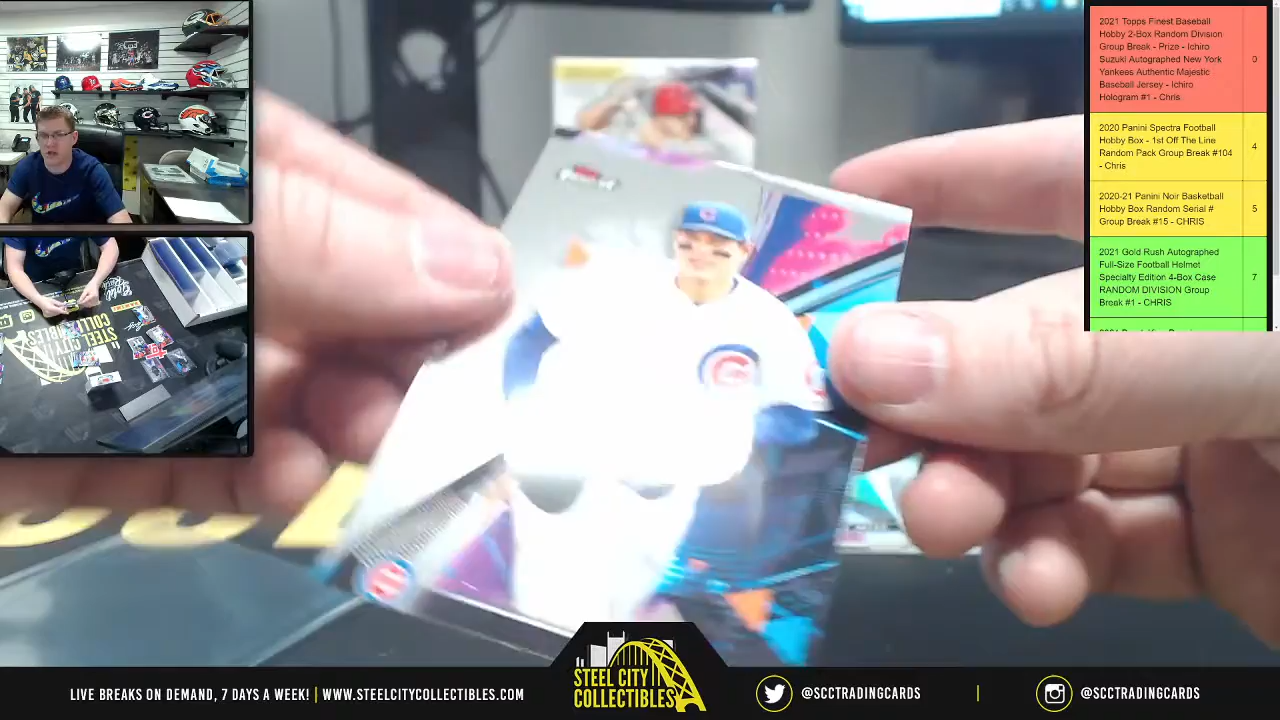 2021 Topps Finest Baseball
Hobby 2-Box Random Division
Group Break - Prize - Ichiro
Suzuki Autographed New York
Yankees Authentic Majestic
Baseball Jersey - Ichiro
Hologram #1 - Chris
0
2020 Panini Spectra Football
Hobby Box - 1st Off The Line
Random Pack Group Break #104
- Chris
4
2020-21 Panini Noir Basketball
Hobby Box Random Serial #
Group Break #15 - CHRIS
5
2021 Gold Rush Autographed
Full-Size Football Helmet
Specialty Edition 4-Box Case
RANDOM DIVISION Group
Break #1 - CHRIS
7
STEEL CITY
COLLECTIBLES
LIVE BREAKS ON DEMAND, 7 DAYS A WEEK! | WWW.STEELCITYCOLLECTIBLES.COM
STEEL CITY
COLLECTIBLES
@SCCTRADINGCARDS | @SCCTRADINGCARDS